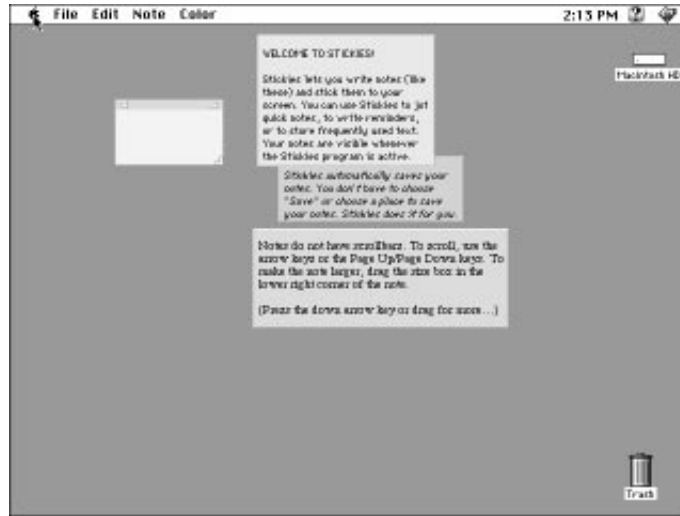 File Edit Note Color 2:13 PM
WELCOME TO STICKIES!
Stickies lets you write notes (like
these) and stick them to your
screen. You can use Stickies to jot
quick notes, to write reminders,
or to store frequently used text.
Your notes are visible whenever
the Stickies program is active.
Stickies automatically saves your
notes. You don't have to choose
"Save" or choose a place to save
your notes. Stickies does it for you.
Notes do not have scrollbars. To scroll, use the
arrow keys or the Page Up/Page Down keys. To
make the note larger, drag the size box in the
lower right corner of the note.
(Press the down arrow key or drag for more...)
Macintosh HD
Trash